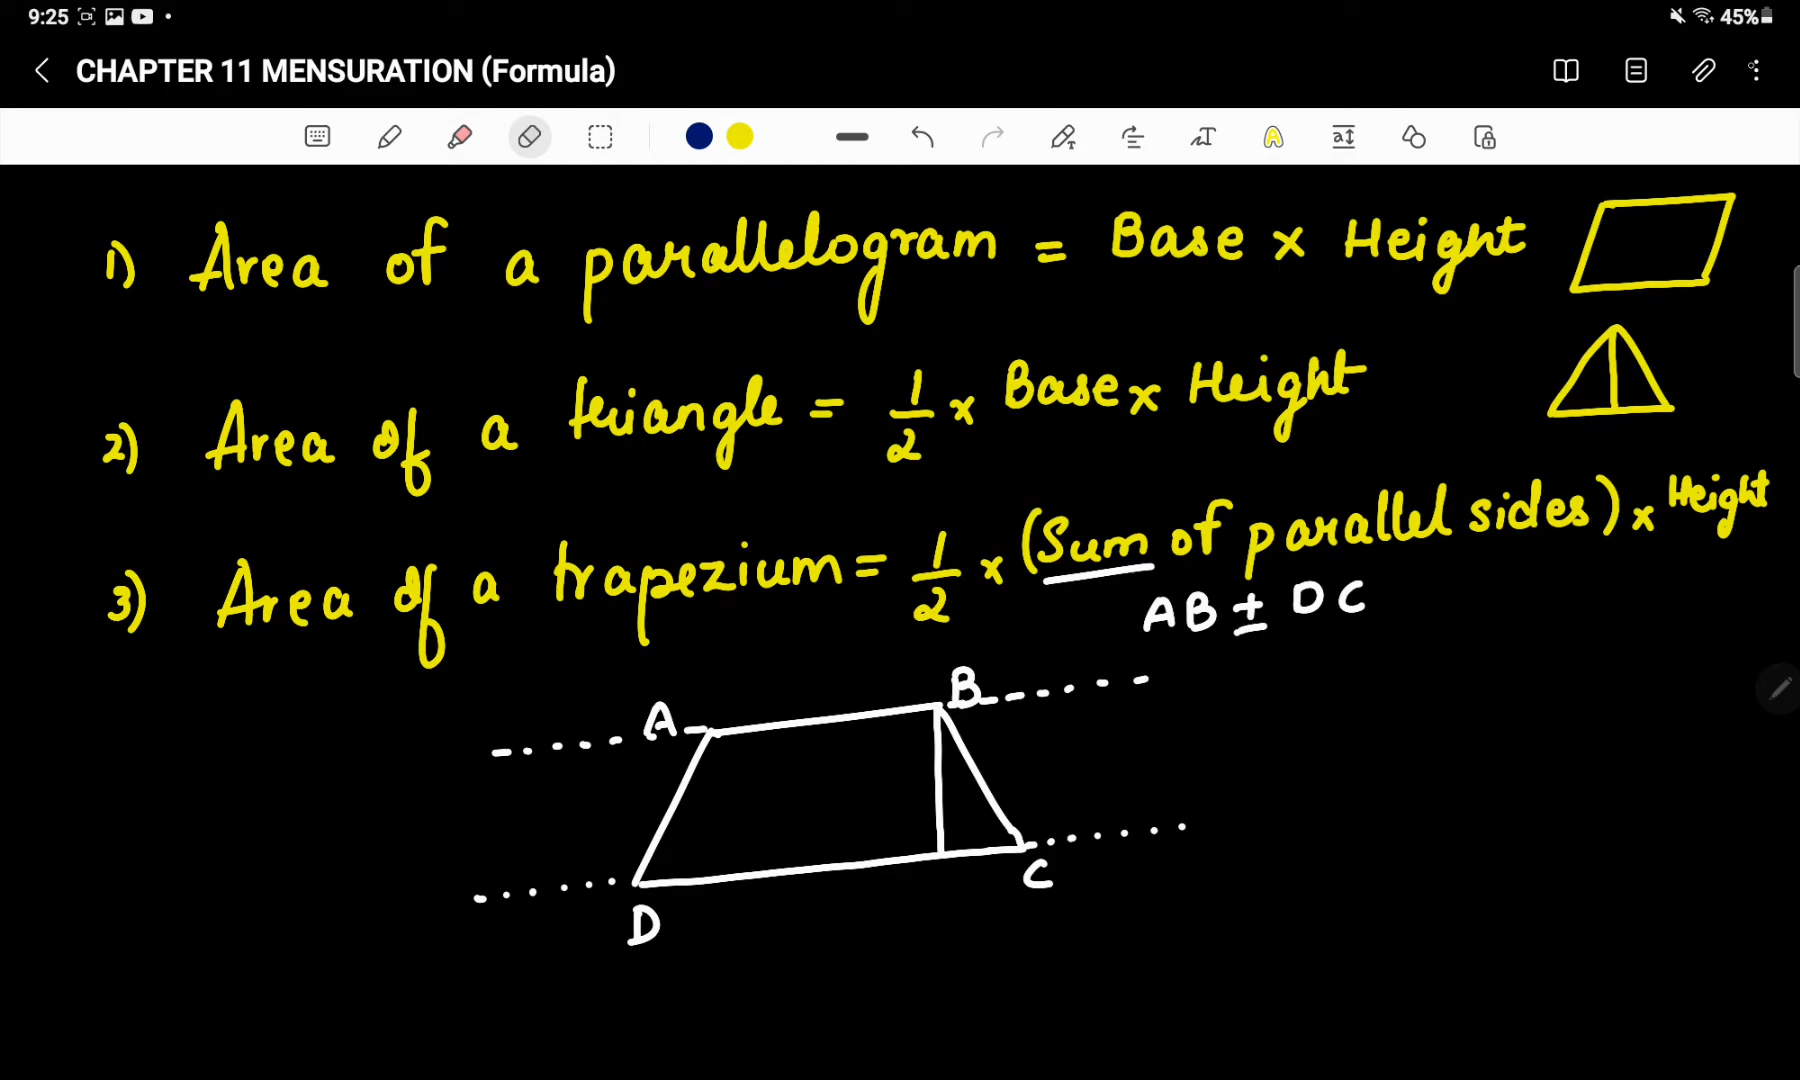 9:25 45%
CHAPTER 11 MENSURATION (Formula)
1) Area of a parallelogram = Base x Height
2) Area of a triangle = 1/2 x Base x Height
3) Area of a trapezium = 1/2 x (Sum of parallel sides) x Height
AB + DC
A B
D C